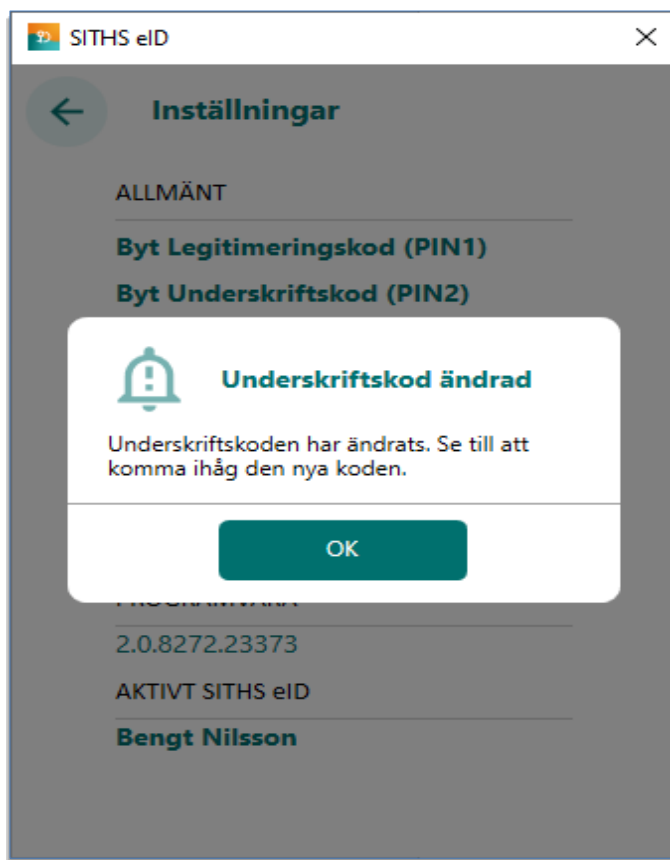 SITHS eID
Inställningar
ALLMÄNT
Byt Legitimeringskod (PIN1)
Byt Underskriftskod (PIN2)
Underskriftskod ändrad
Underskriftskoden har ändrats. Se till att
komma ihåg den nya koden.
OK
PROGRAMVARA
2.0.8272.23373
AKTIVT SITHS eID
Bengt Nilsson